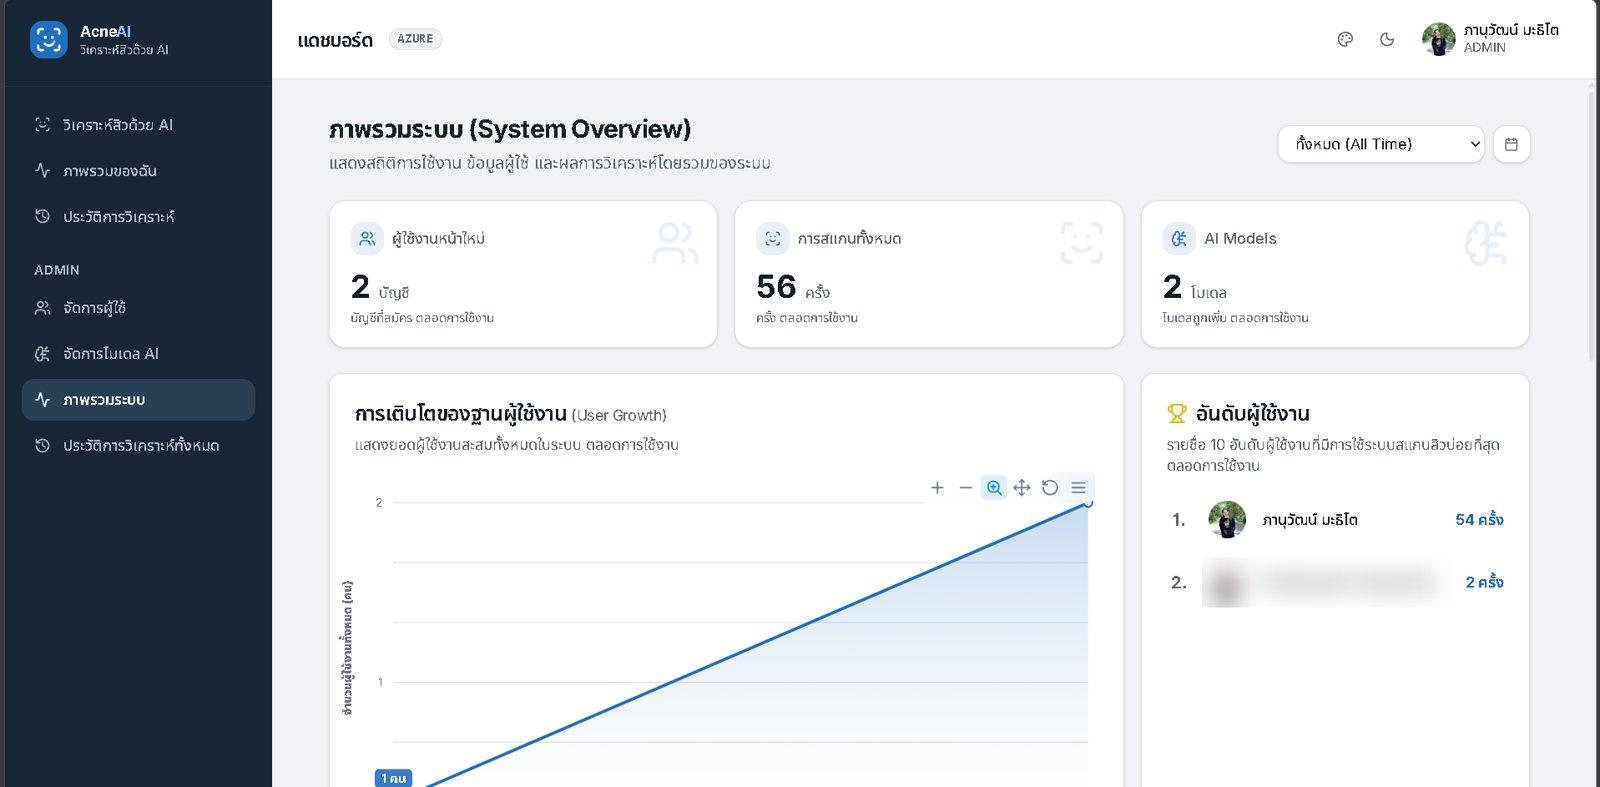 AcneAI
วิเคราะห์สิวด้วย AI
วิเคราะห์สิวด้วย AI
ภาพรวมของฉัน
ประวัติการวิเคราะห์
ADMIN
จัดการผู้ใช้
จัดการโมเดล AI
ภาพรวมระบบ
ประวัติการวิเคราะห์ทั้งหมด
แดชบอร์ด AZURE
ภานุวัฒน์ มะธิโต
ADMIN
ภาพรวมระบบ (System Overview)
แสดงสถิติการใช้งาน ข้อมูลผู้ใช้ และผลการวิเคราะห์โดยรวมของระบบ
ทั้งหมด (All Time)
ผู้ใช้งานหน้าใหม่
2 บัญชี
บัญชีที่สมัคร ตลอดการใช้งาน
การสแกนทั้งหมด
56 ครั้ง
ครั้ง ตลอดการใช้งาน
AI Models
2 โมเดล
โมเดลถูกเพิ่ม ตลอดการใช้งาน
การเติบโตของฐานผู้ใช้งาน (User Growth)
แสดงยอดผู้ใช้งานสะสมทั้งหมดในระบบ ตลอดการใช้งาน
2
จำนวนผู้ใช้งานทั้งหมด (คน)
1
1 คน
อันดับผู้ใช้งาน
รายชื่อ 10 อันดับผู้ใช้งานที่มีการใช้ระบบสแกนสิวบ่อยที่สุด
ตลอดการใช้งาน
1. ภานุวัฒน์ มะธิโต 54 ครั้ง
2. 2 ครั้ง